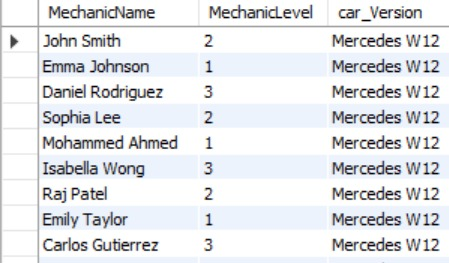 MechanicName MechanicLevel car_Version
John Smith 2 Mercedes W12
Emma Johnson 1 Mercedes W12
Daniel Rodriguez 3 Mercedes W12
Sophia Lee 2 Mercedes W12
Mohammed Ahmed 1 Mercedes W12
Isabella Wong 3 Mercedes W12
Raj Patel 2 Mercedes W12
Emily Taylor 1 Mercedes W12
Carlos Gutierrez 3 Mercedes W12